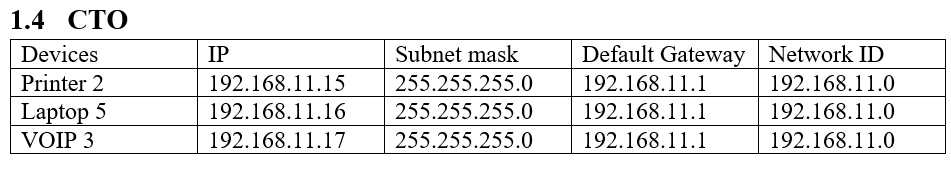 1.4 CTO
Devices IP Subnet mask Default Gateway Network ID
Printer 2 192.168.11.15 255.255.255.0 192.168.11.1 192.168.11.0
Laptop 5 192.168.11.16 255.255.255.0 192.168.11.1 192.168.11.0
VOIP 3 192.168.11.17 255.255.255.0 192.168.11.1 192.168.11.0